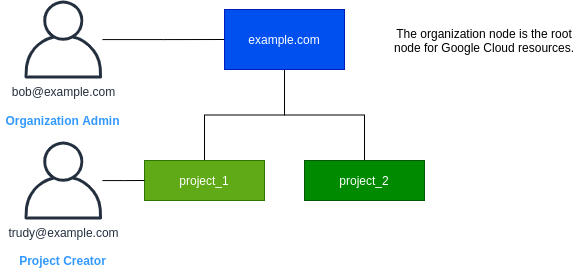 example.com
The organization node is the root
node for Google Cloud resources.
bob@example.com
Organization Admin
project_1
project_2
trudy@example.com
Project Creator